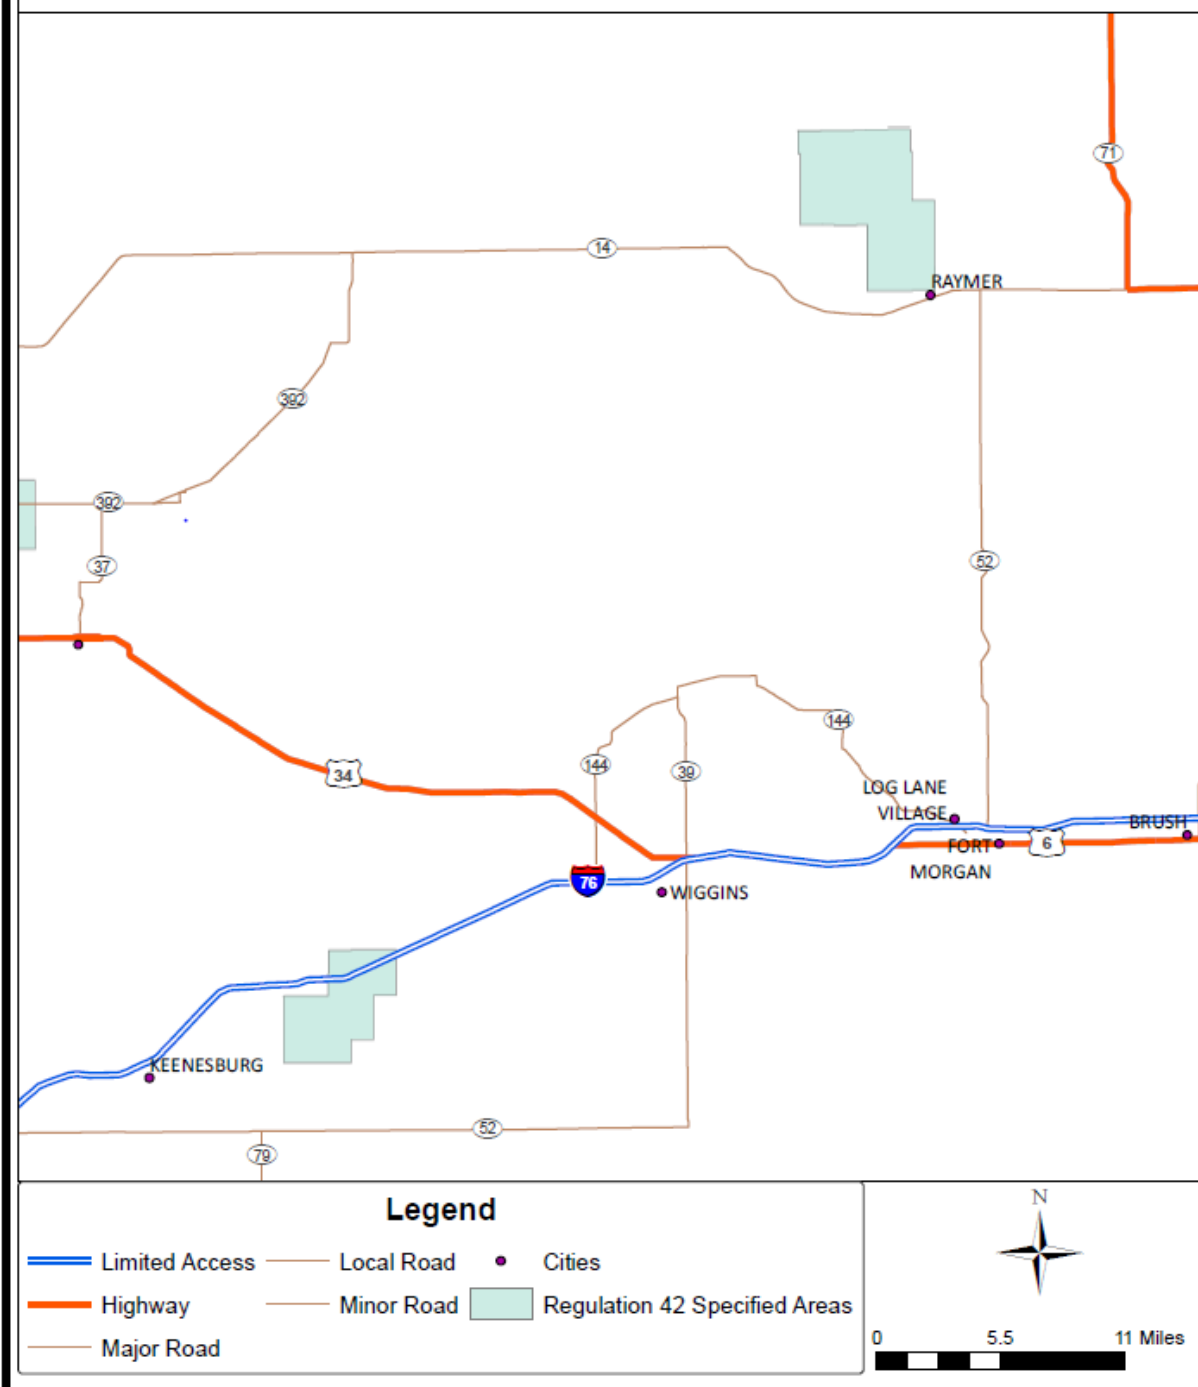 71
14
RAYMER
392
392
52
37
144
34
144
39
LOG LANE
VILLAGE
BRUSH
6
FORT
MORGAN
76
WIGGINS
KEENESBURG
52
79
Legend
Limited Access
Local Road
Cities
Highway
Minor Road
Regulation 42 Specified Areas
Major Road
N
0 5.5 11 Miles